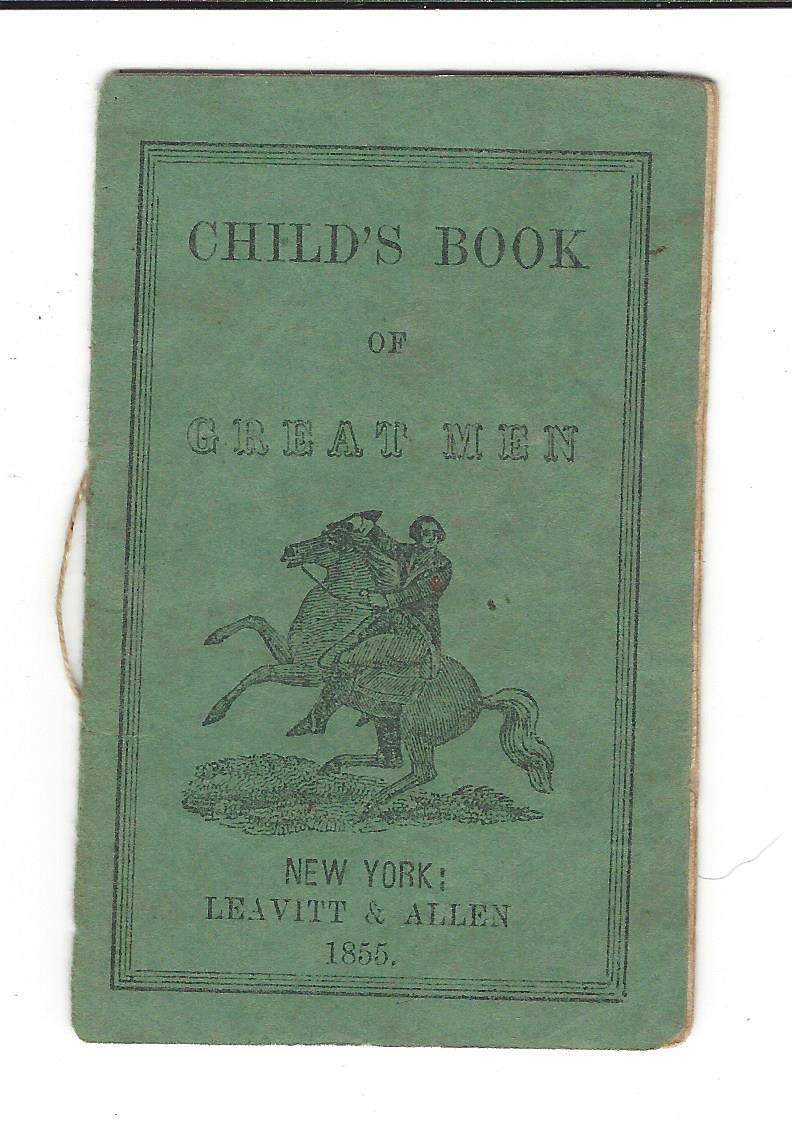 CHILD'S BOOK
OF
GREAT MEN
NEW YORK:
LEAVITT & ALLEN
1855.